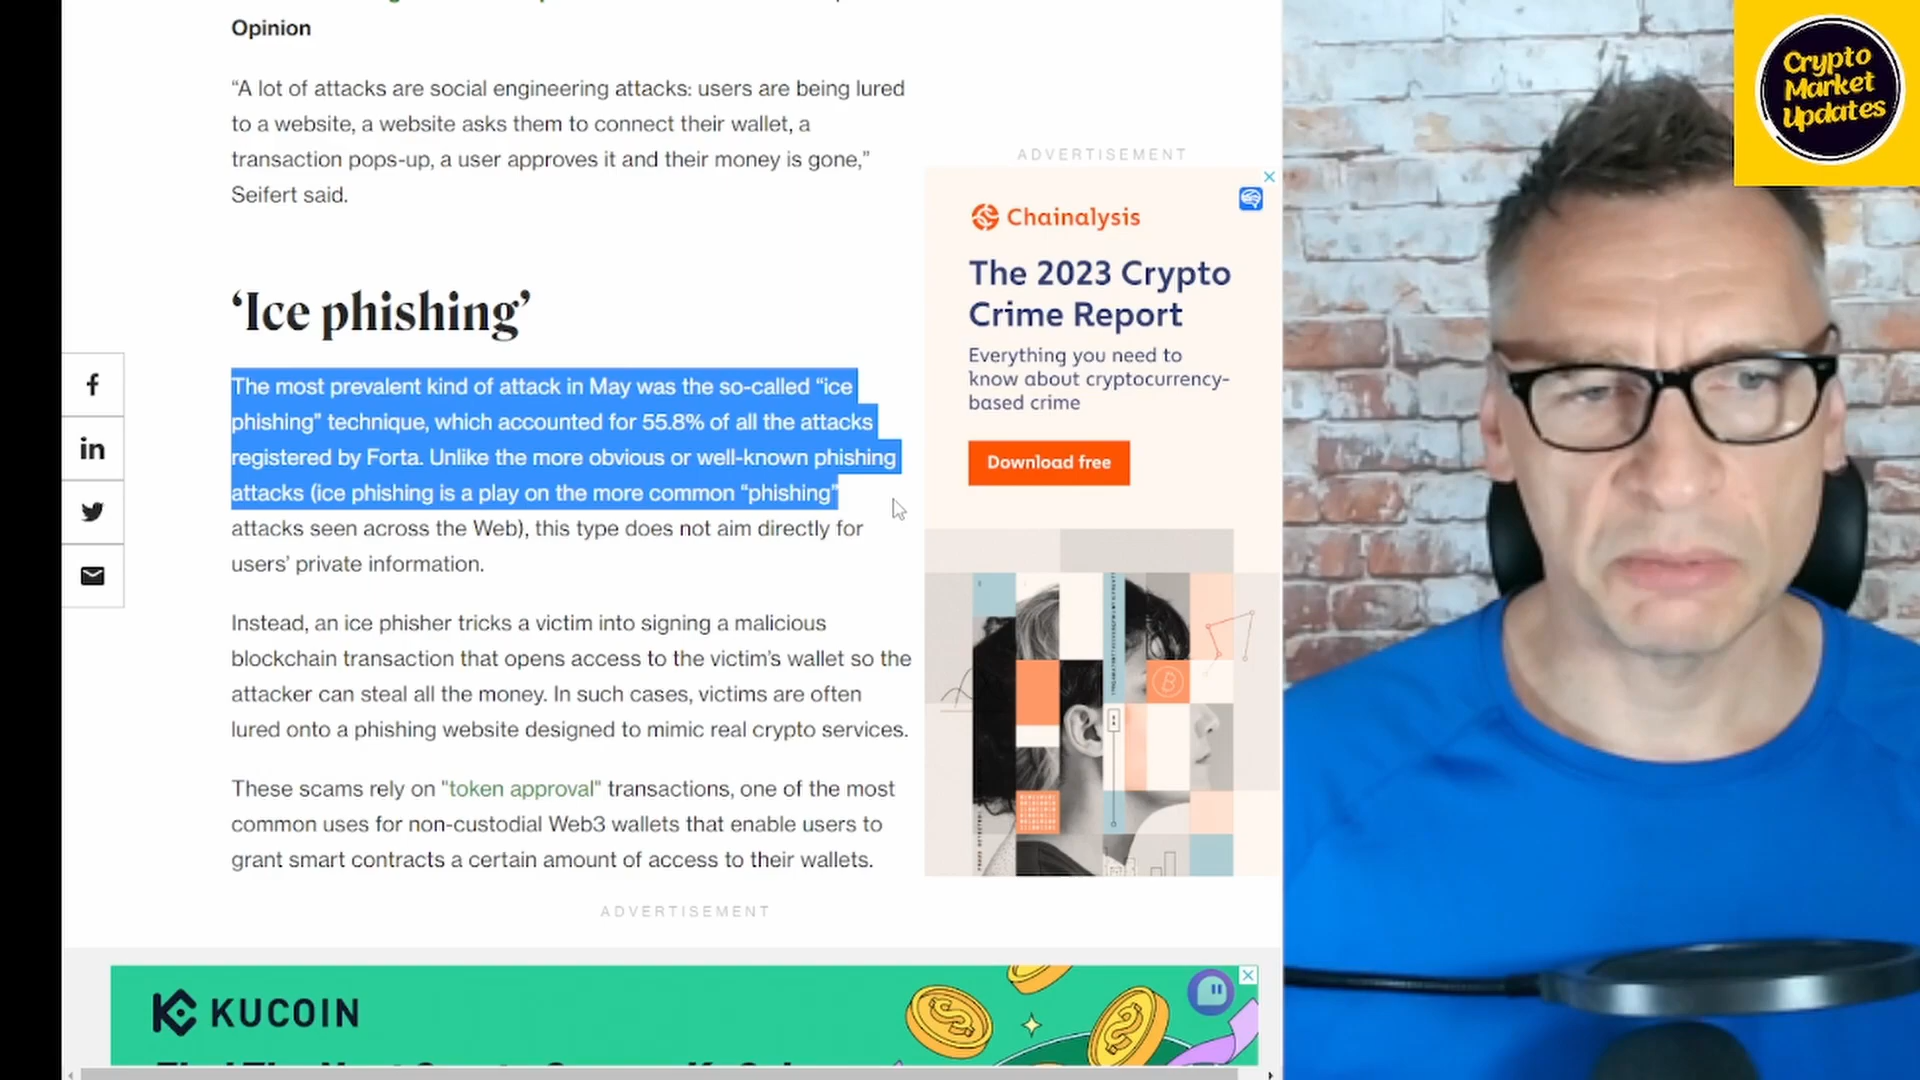 Opinion
“A lot of attacks are social engineering attacks: users are being lured
to a website, a website asks them to connect their wallet, a
transaction pops-up, a user approves it and their money is gone,”
Seifert said.
‘Ice phishing’
The most prevalent kind of attack in May was the so-called “ice
phishing” technique, which accounted for 55.8% of all the attacks
registered by Forta. Unlike the more obvious or well-known phishing
attacks (ice phishing is a play on the more common “phishing”
attacks seen across the Web), this type does not aim directly for
users’ private information.
Instead, an ice phisher tricks a victim into signing a malicious
blockchain transaction that opens access to the victim’s wallet so the
attacker can steal all the money. In such cases, victims are often
lured onto a phishing website designed to mimic real crypto services.
These scams rely on "token approval" transactions, one of the most
common uses for non-custodial Web3 wallets that enable users to
grant smart contracts a certain amount of access to their wallets.
ADVERTISEMENT
KUCOIN
ADVERTISEMENT
Chainalysis
The 2023 Crypto
Crime Report
Everything you need to
know about cryptocurrency-
based crime
Download free
Crypto
Market
Updates